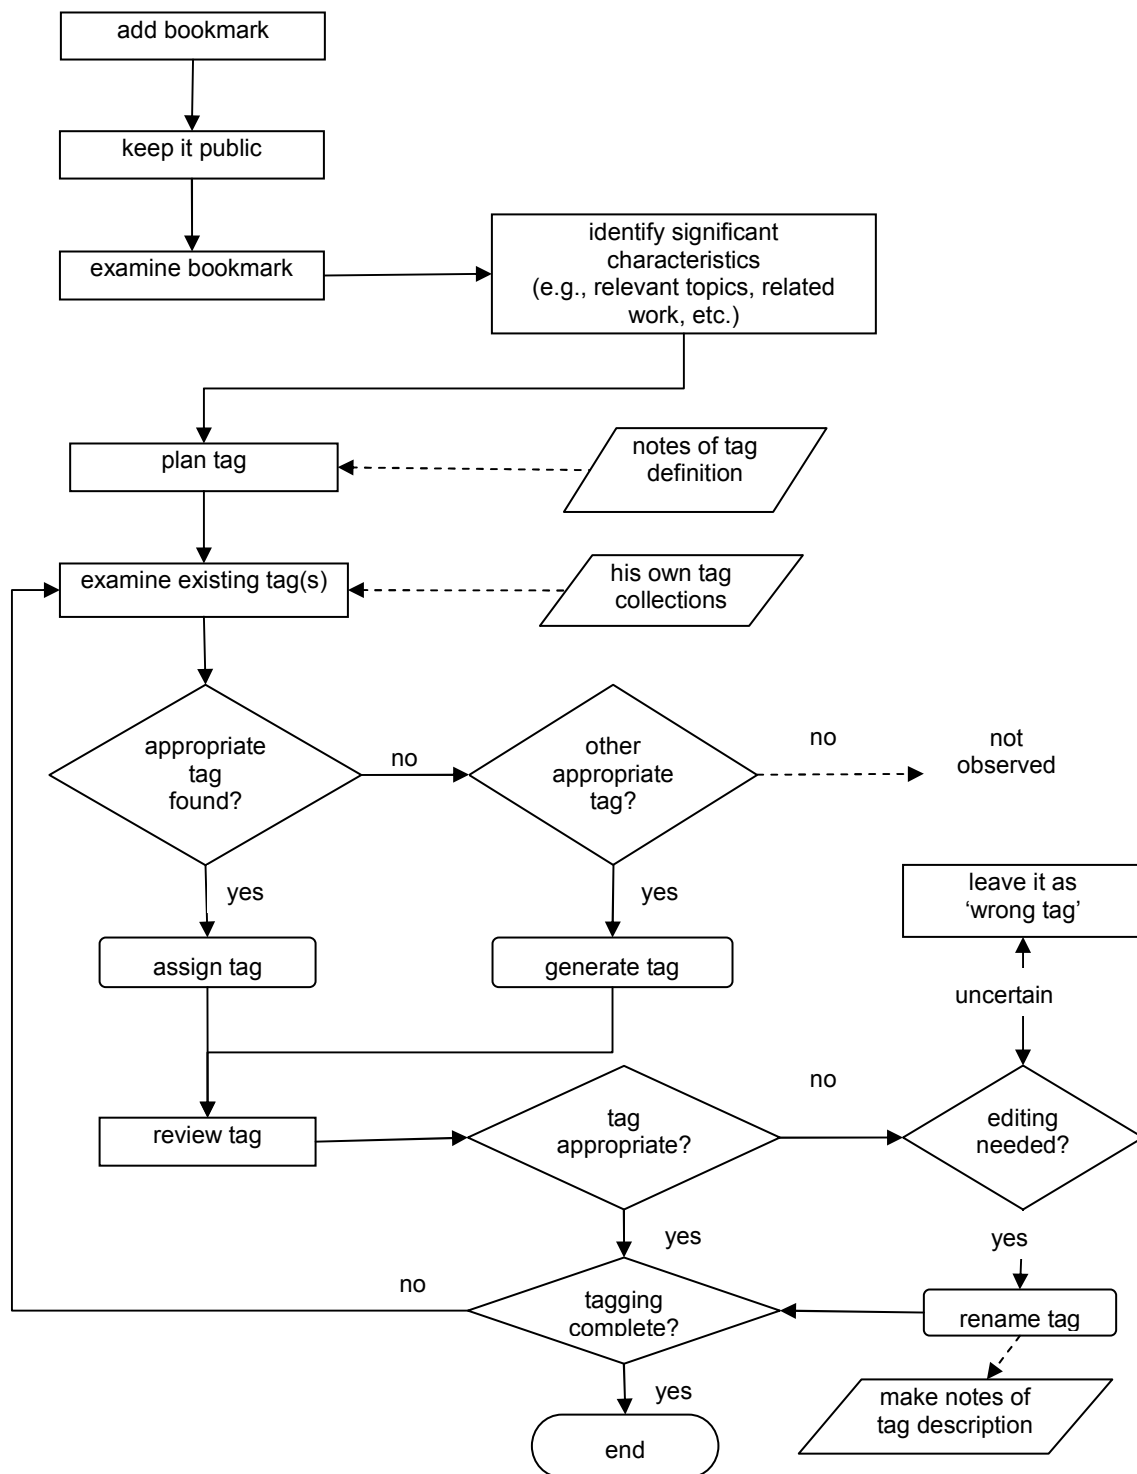 add bookmark
keep it public
examine bookmark
identify significant
characteristics
(e.g., relevant topics, related
work, etc.)
plan tag
notes of tag
definition
examine existing tag(s)
his own tag
collections
appropriate
tag
found?
no
other
appropriate
tag?
no
not
observed
yes
yes
leave it as
‘wrong tag’
assign tag
generate tag
uncertain
review tag
tag
appropriate?
no
editing
needed?
yes
yes
no
tagging
complete?
rename tag
yes
make notes of
tag description
end